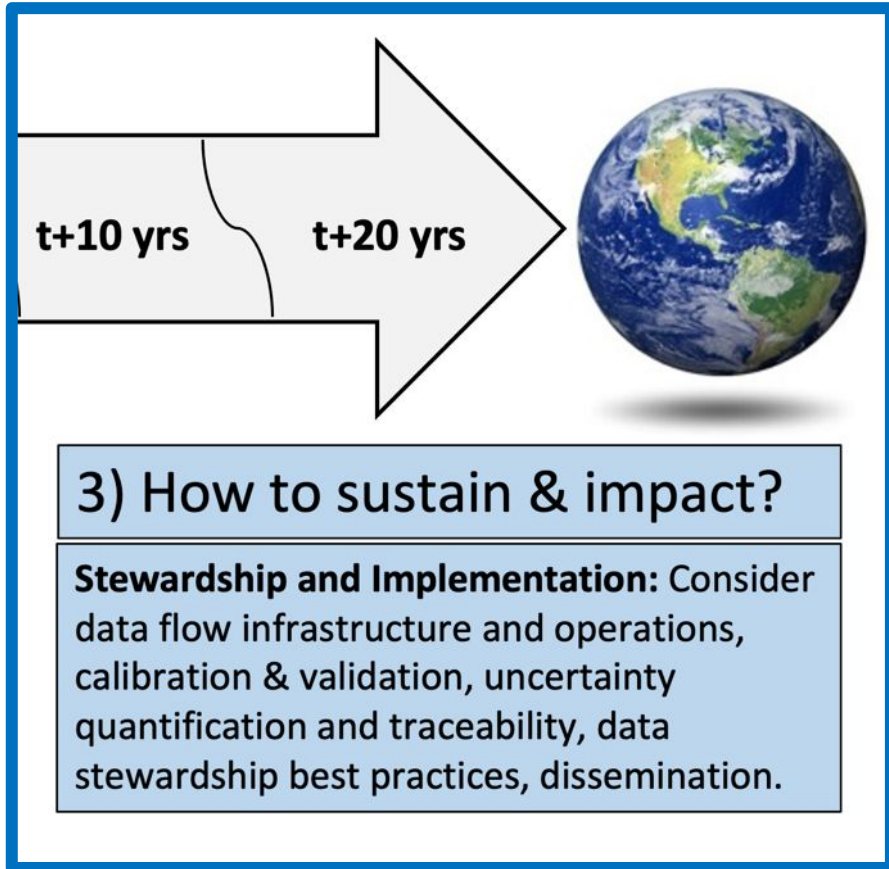 t+10 yrs
t+20 yrs
3) How to sustain & impact?
Stewardship and Implementation: Consider
data flow infrastructure and operations,
calibration & validation, uncertainty
quantification and traceability, data
stewardship best practices, dissemination.